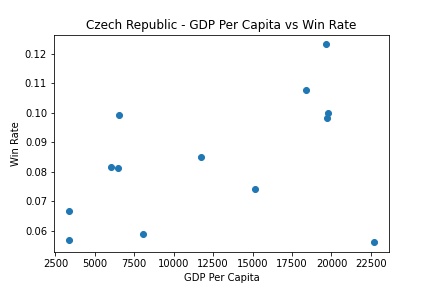 Czech Republic - GDP Per Capita vs Win Rate
0.12
0.11
0.10
0.09
0.08
0.07
0.06
Win Rate
2500 5000 7500 10000 12500 15000 17500 20000 22500
GDP Per Capita